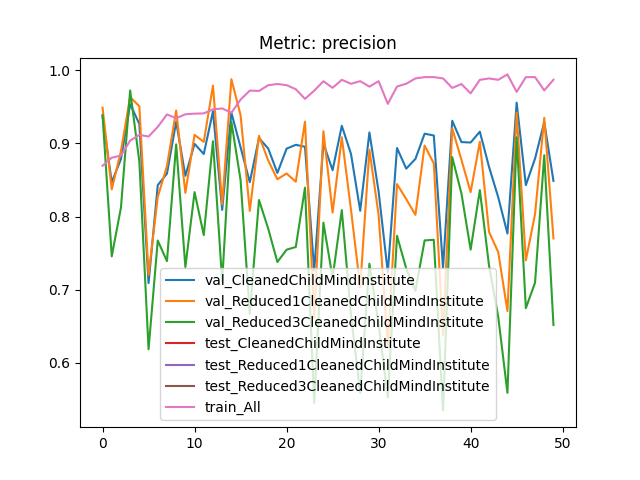 Metric: precision
1.0
0.9
0.8
0.7
0.6
val_CleanedChildMindInstitute
val_Reduced1CleanedChildMindInstitute
val_Reduced3CleanedChildMindInstitute
test_CleanedChildMindInstitute
test_Reduced1CleanedChildMindInstitute
test_Reduced3CleanedChildMindInstitute
train_All
0 10 20 30 40 50